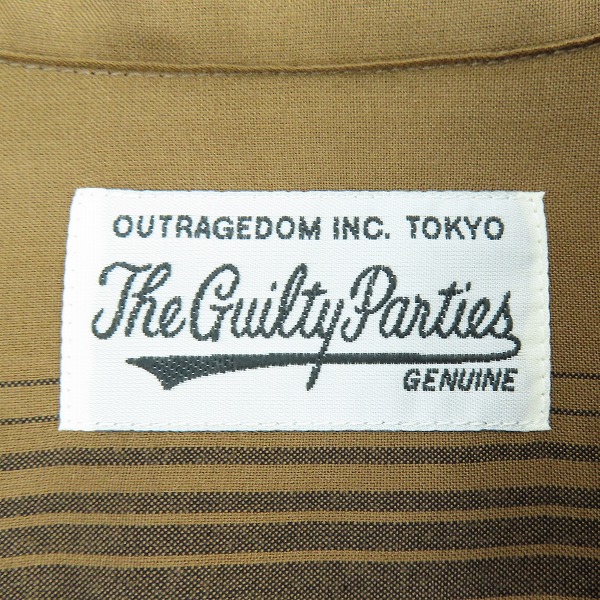 OUTRAGEDOM INC. TOKYO
The Guilty Parties
GENUINE